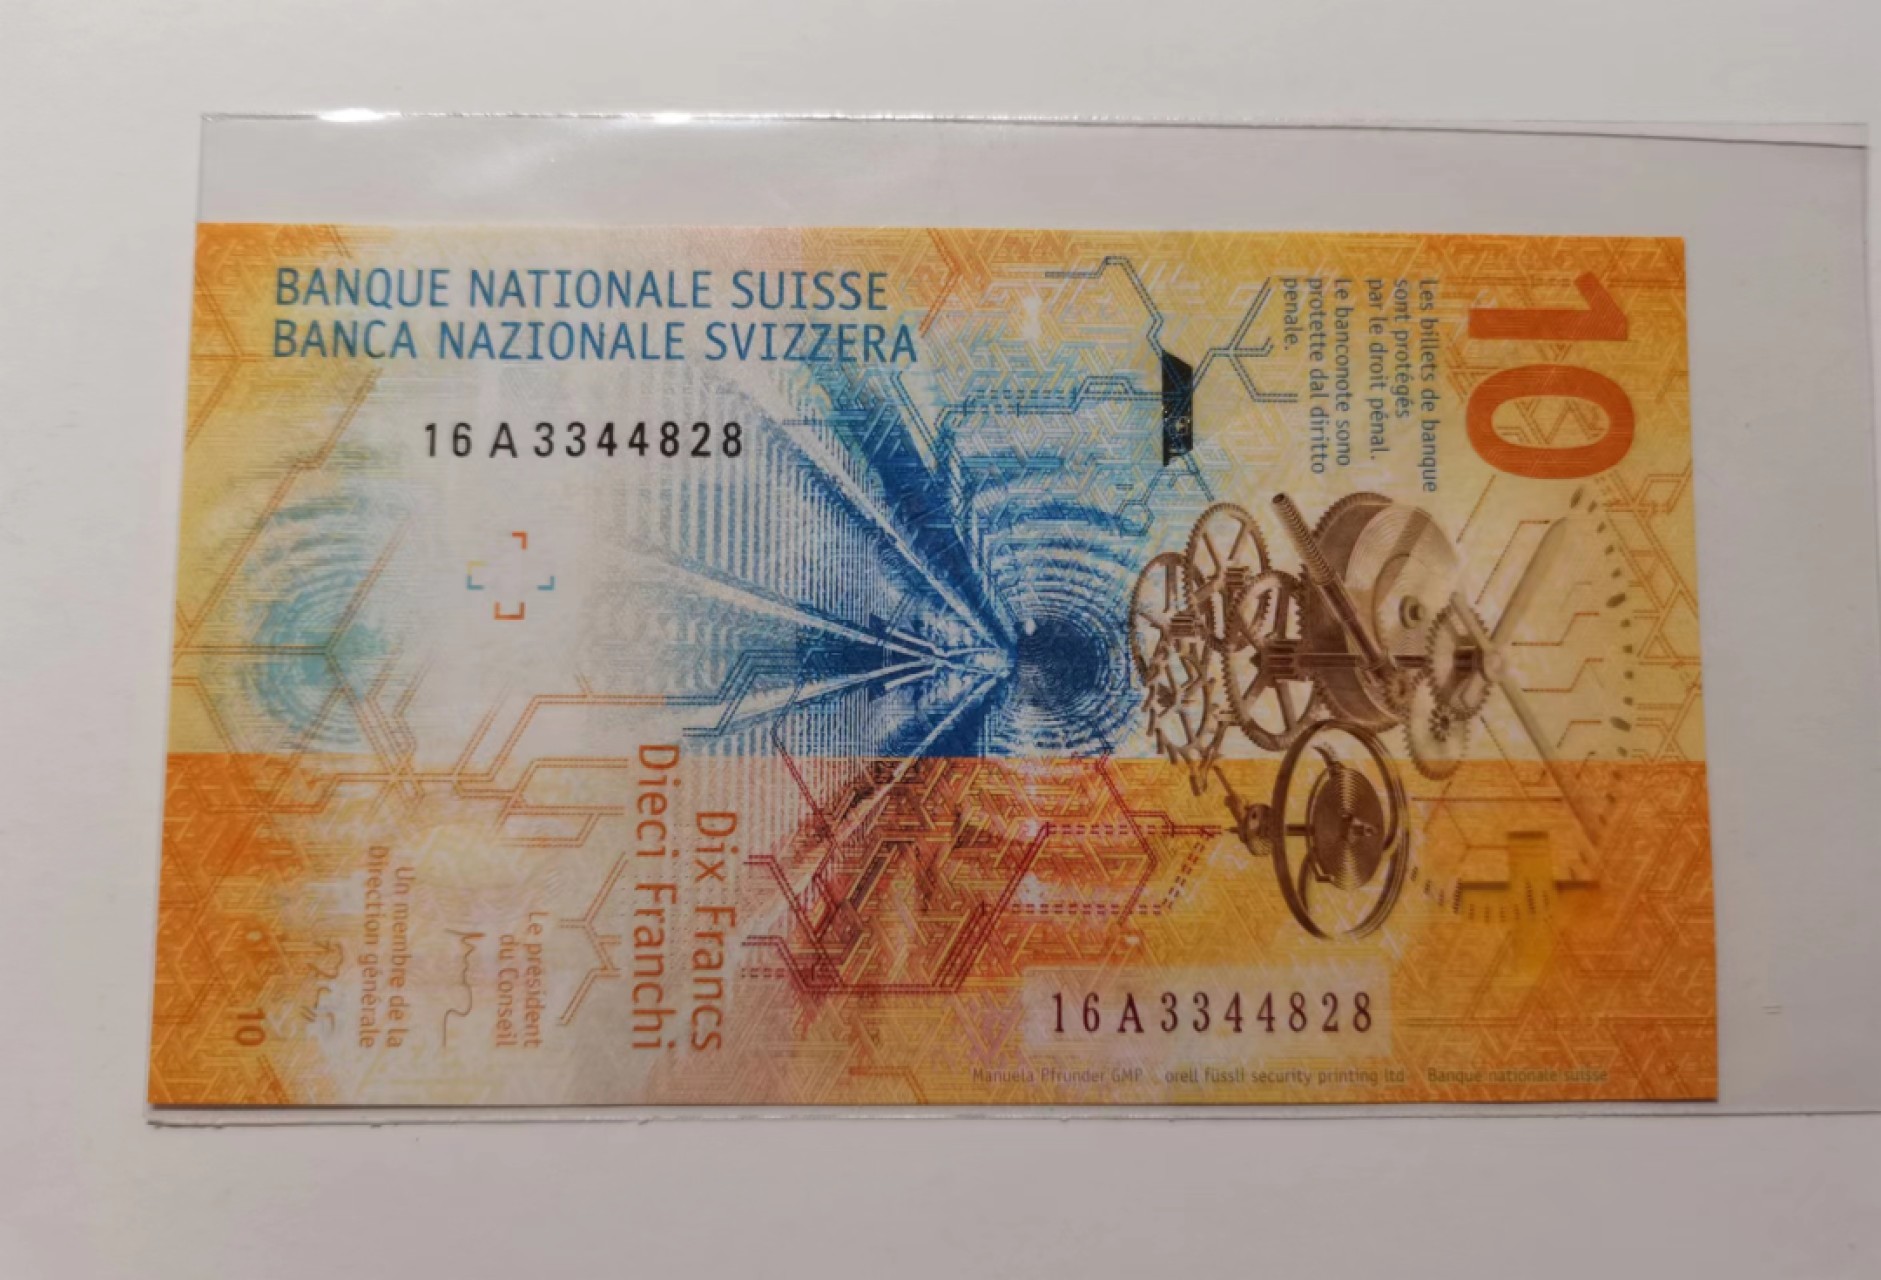 BANQUE NATIONALE SUISSE
BANCA NAZIONALE SVIZZERA
16 A 3344828
10
Les billets de banque
sont protégés
par le droit pénal.
Le banconote sono
protette dal diritto
penale.
Dix Francs
Dieci Franchi
Le président
du Conseil
Un membre de la
Direction générale
10
16 A 3344828
Manuela Pfrunder GMP orell füssli security printing ltd Banque nationale suisse